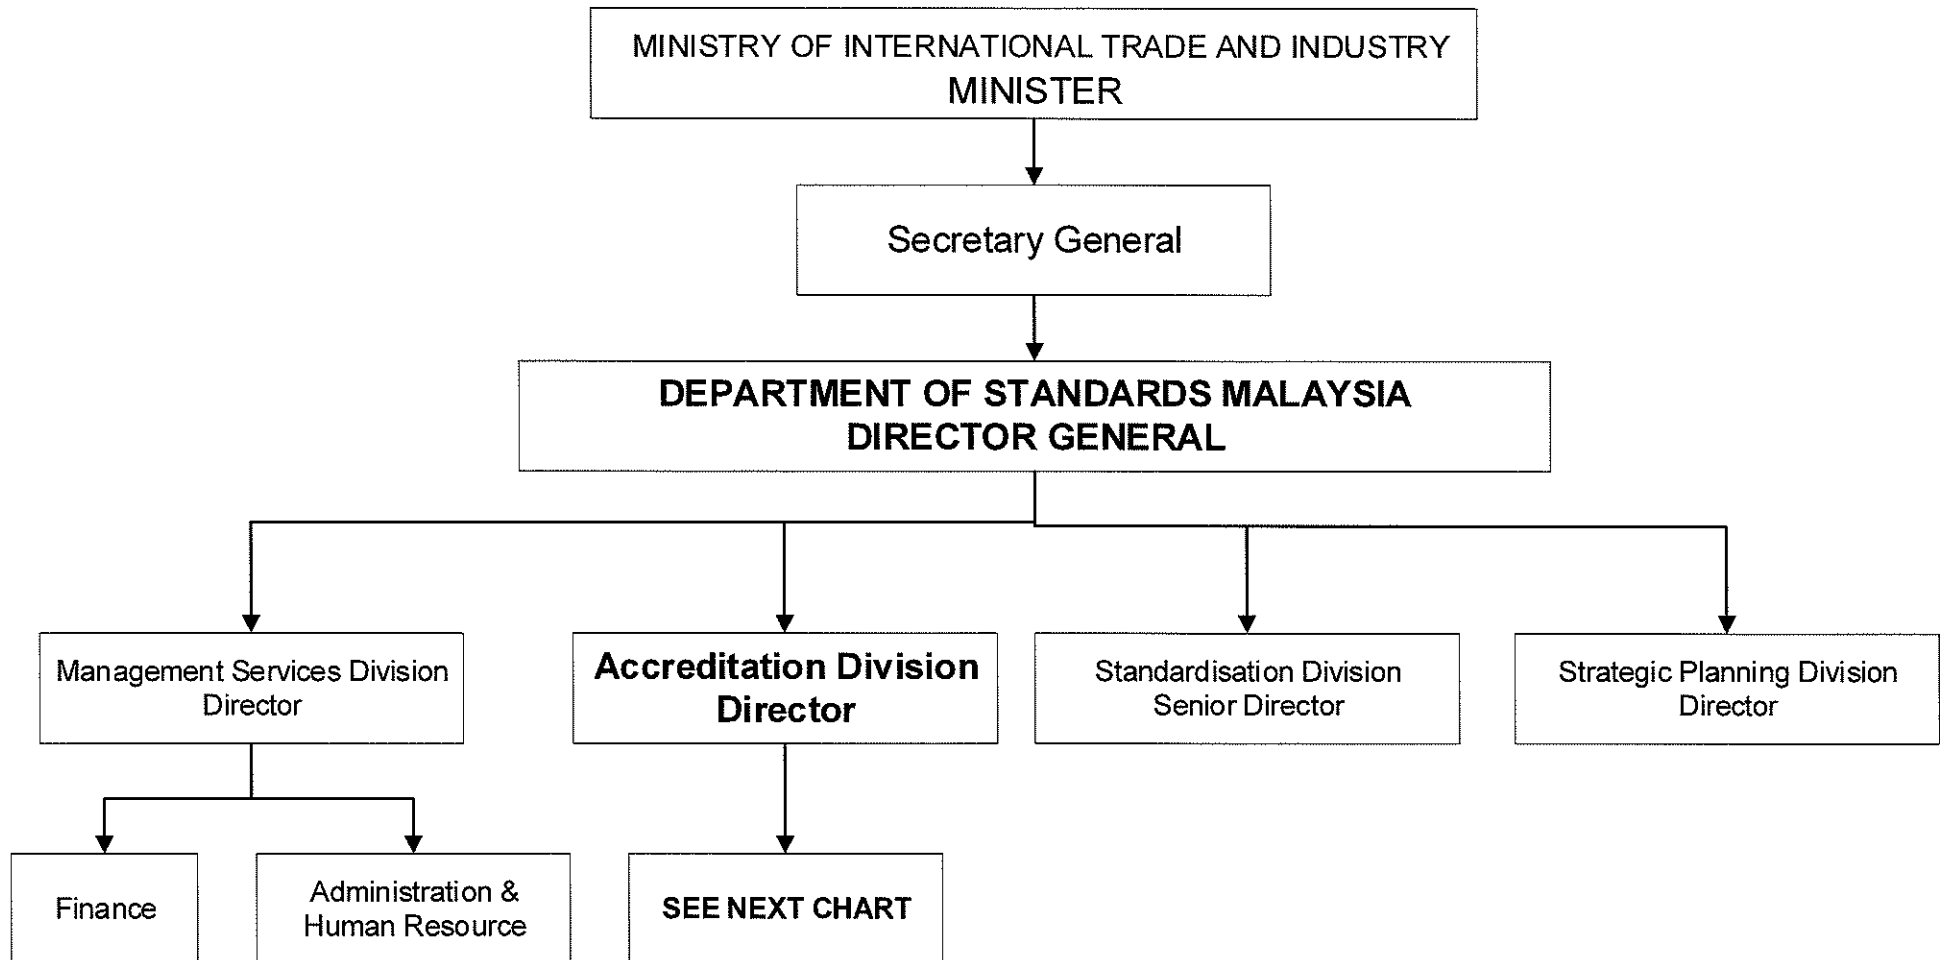 MINISTRY OF INTERNATIONAL TRADE AND INDUSTRY
MINISTER
Secretary General
DEPARTMENT OF STANDARDS MALAYSIA
DIRECTOR GENERAL
Management Services Division
Director
Accreditation Division
Director
Standardisation Division
Senior Director
Strategic Planning Division
Director
Finance
Administration &
Human Resource
SEE NEXT CHART